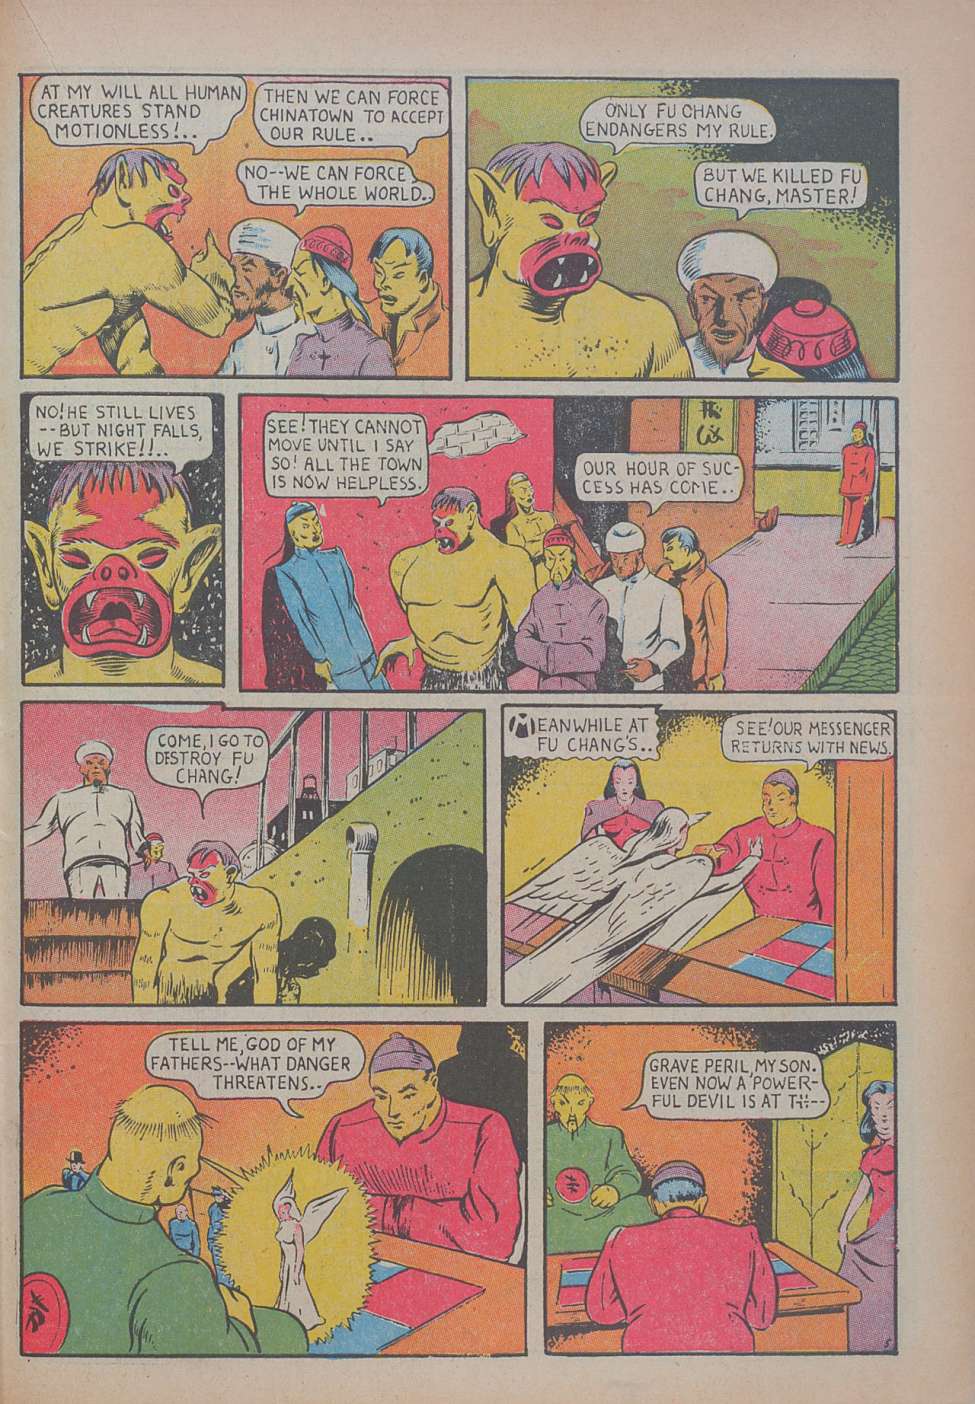 AT MY WILL ALL HUMAN
CREATURES STAND
MOTIONLESS!..
THEN WE CAN FORCE
CHINATOWN TO ACCEPT
OUR RULE..
NO--WE CAN FORCE
THE WHOLE WORLD..
ONLY FU CHANG
ENDANGERS MY RULE.
BUT WE KILLED FU
CHANG, MASTER!
NO! HE STILL LIVES
--BUT NIGHT FALLS,
WE STRIKE!!..
SEE! THEY CANNOT
MOVE UNTIL I SAY
SO! ALL THE TOWN
IS NOW HELPLESS.
OUR HOUR OF SUC-
CESS HAS COME..
COME, I GO TO
DESTROY FU
CHANG!
MEANWHILE AT
FU CHANG'S..
SEE! OUR MESSENGER
RETURNS WITH NEWS.
TELL ME, GOD OF MY
FATHERS--WHAT DANGER
THREATENS..
GRAVE PERIL, MY SON.
EVEN NOW A POWER-
FUL DEVIL IS AT
5